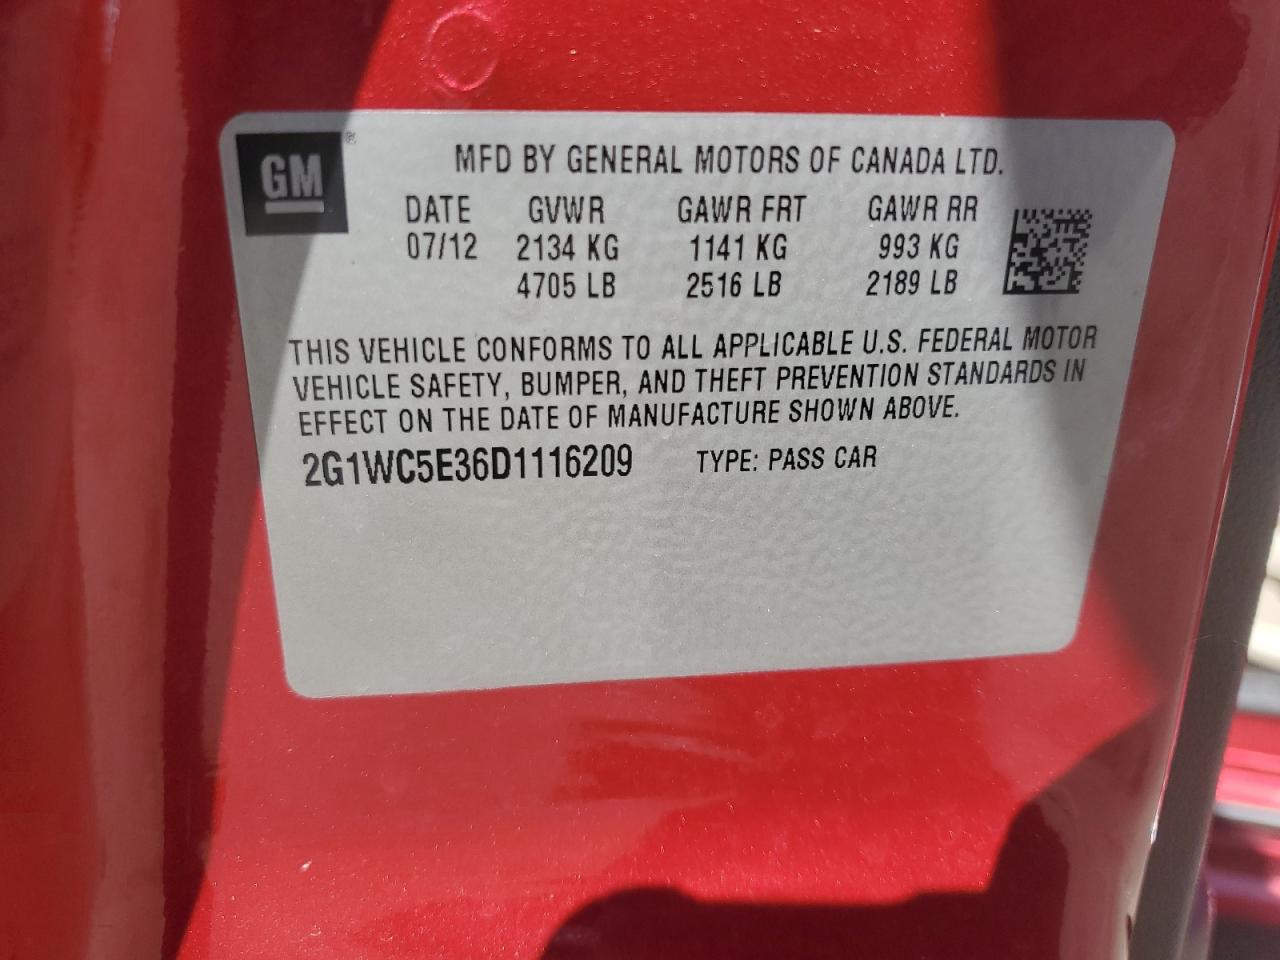 GM ®
MFD BY GENERAL MOTORS OF CANADA LTD.
DATE GVWR GAWR FRT GAWR RR
07/12 2134 KG 1141 KG 993 KG
4705 LB 2516 LB 2189 LB
THIS VEHICLE CONFORMS TO ALL APPLICABLE U.S. FEDERAL MOTOR
VEHICLE SAFETY, BUMPER, AND THEFT PREVENTION STANDARDS IN
EFFECT ON THE DATE OF MANUFACTURE SHOWN ABOVE.
2G1WC5E36D1116209 TYPE: PASS CAR